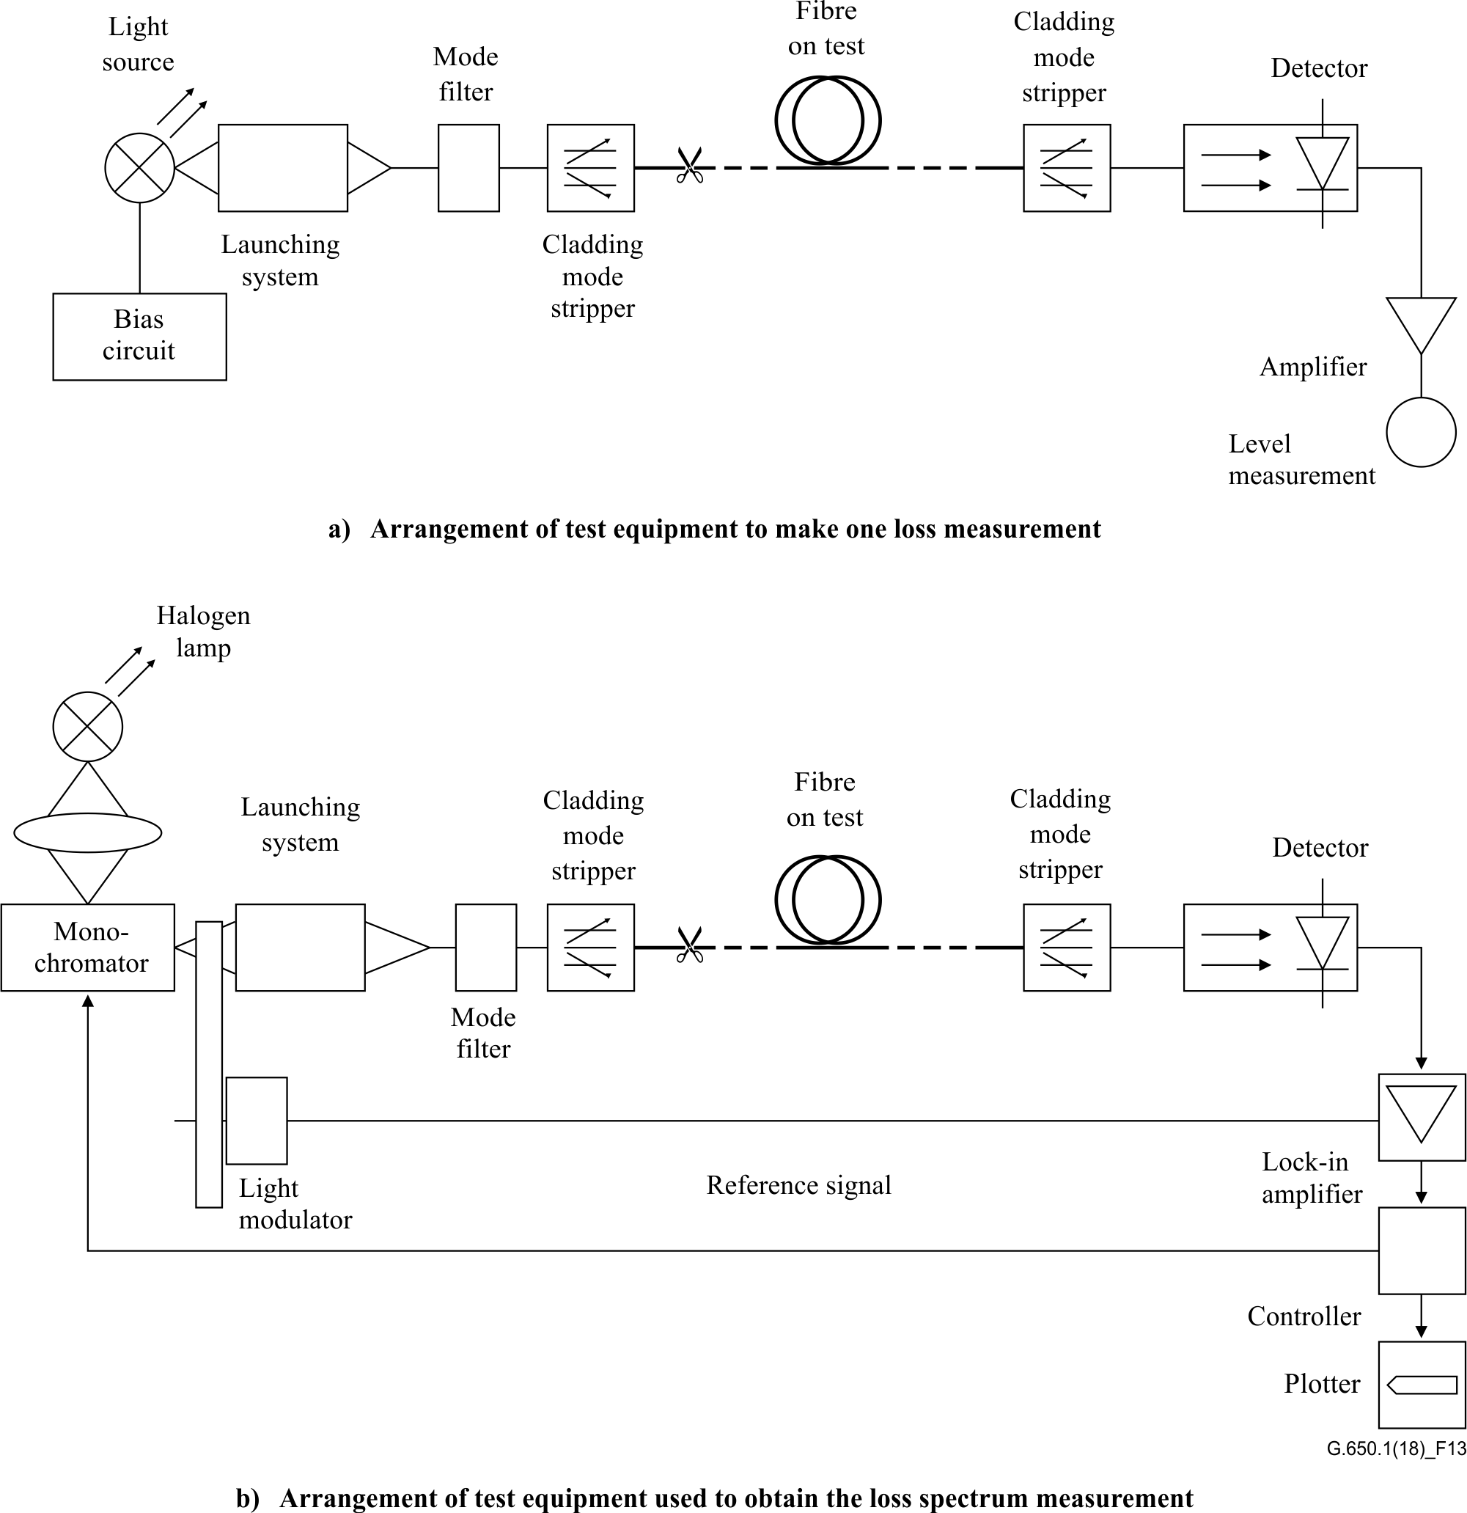 Light
source
Mode
filter
Fibre
on test
Cladding
mode
stripper
Detector
Launching
system
Cladding
mode
stripper
Bias
circuit
Amplifier
Level
measurement
a) Arrangement of test equipment to make one loss measurement
Halogen
lamp
Launching
system
Cladding
mode
stripper
Fibre
on test
Cladding
mode
stripper
Detector
Mono-
chromator
Mode
filter
Light
modulator
Reference signal
Lock-in
amplifier
Controller
Plotter
G.650.1(18)_F13
b) Arrangement of test equipment used to obtain the loss spectrum measurement